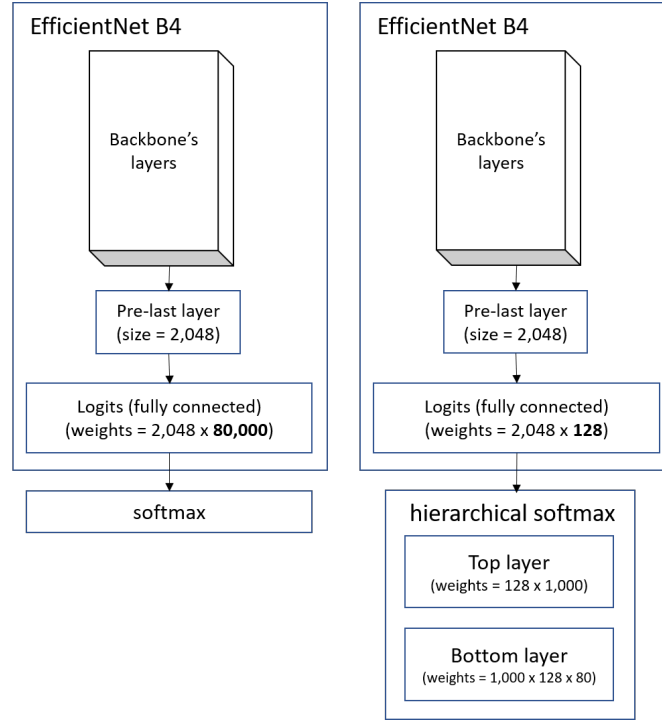 EfficientNet B4
Backbone's
layers
Pre-last layer
(size = 2,048)
Logits (fully connected)
(weights = 2,048 x 80,000)
softmax
EfficientNet B4
Backbone's
layers
Pre-last layer
(size = 2,048)
Logits (fully connected)
(weights = 2,048 x 128)
hierarchical softmax
Top layer
(weights = 128 x 1,000)
Bottom layer
(weights = 1,000 x 128 x 80)